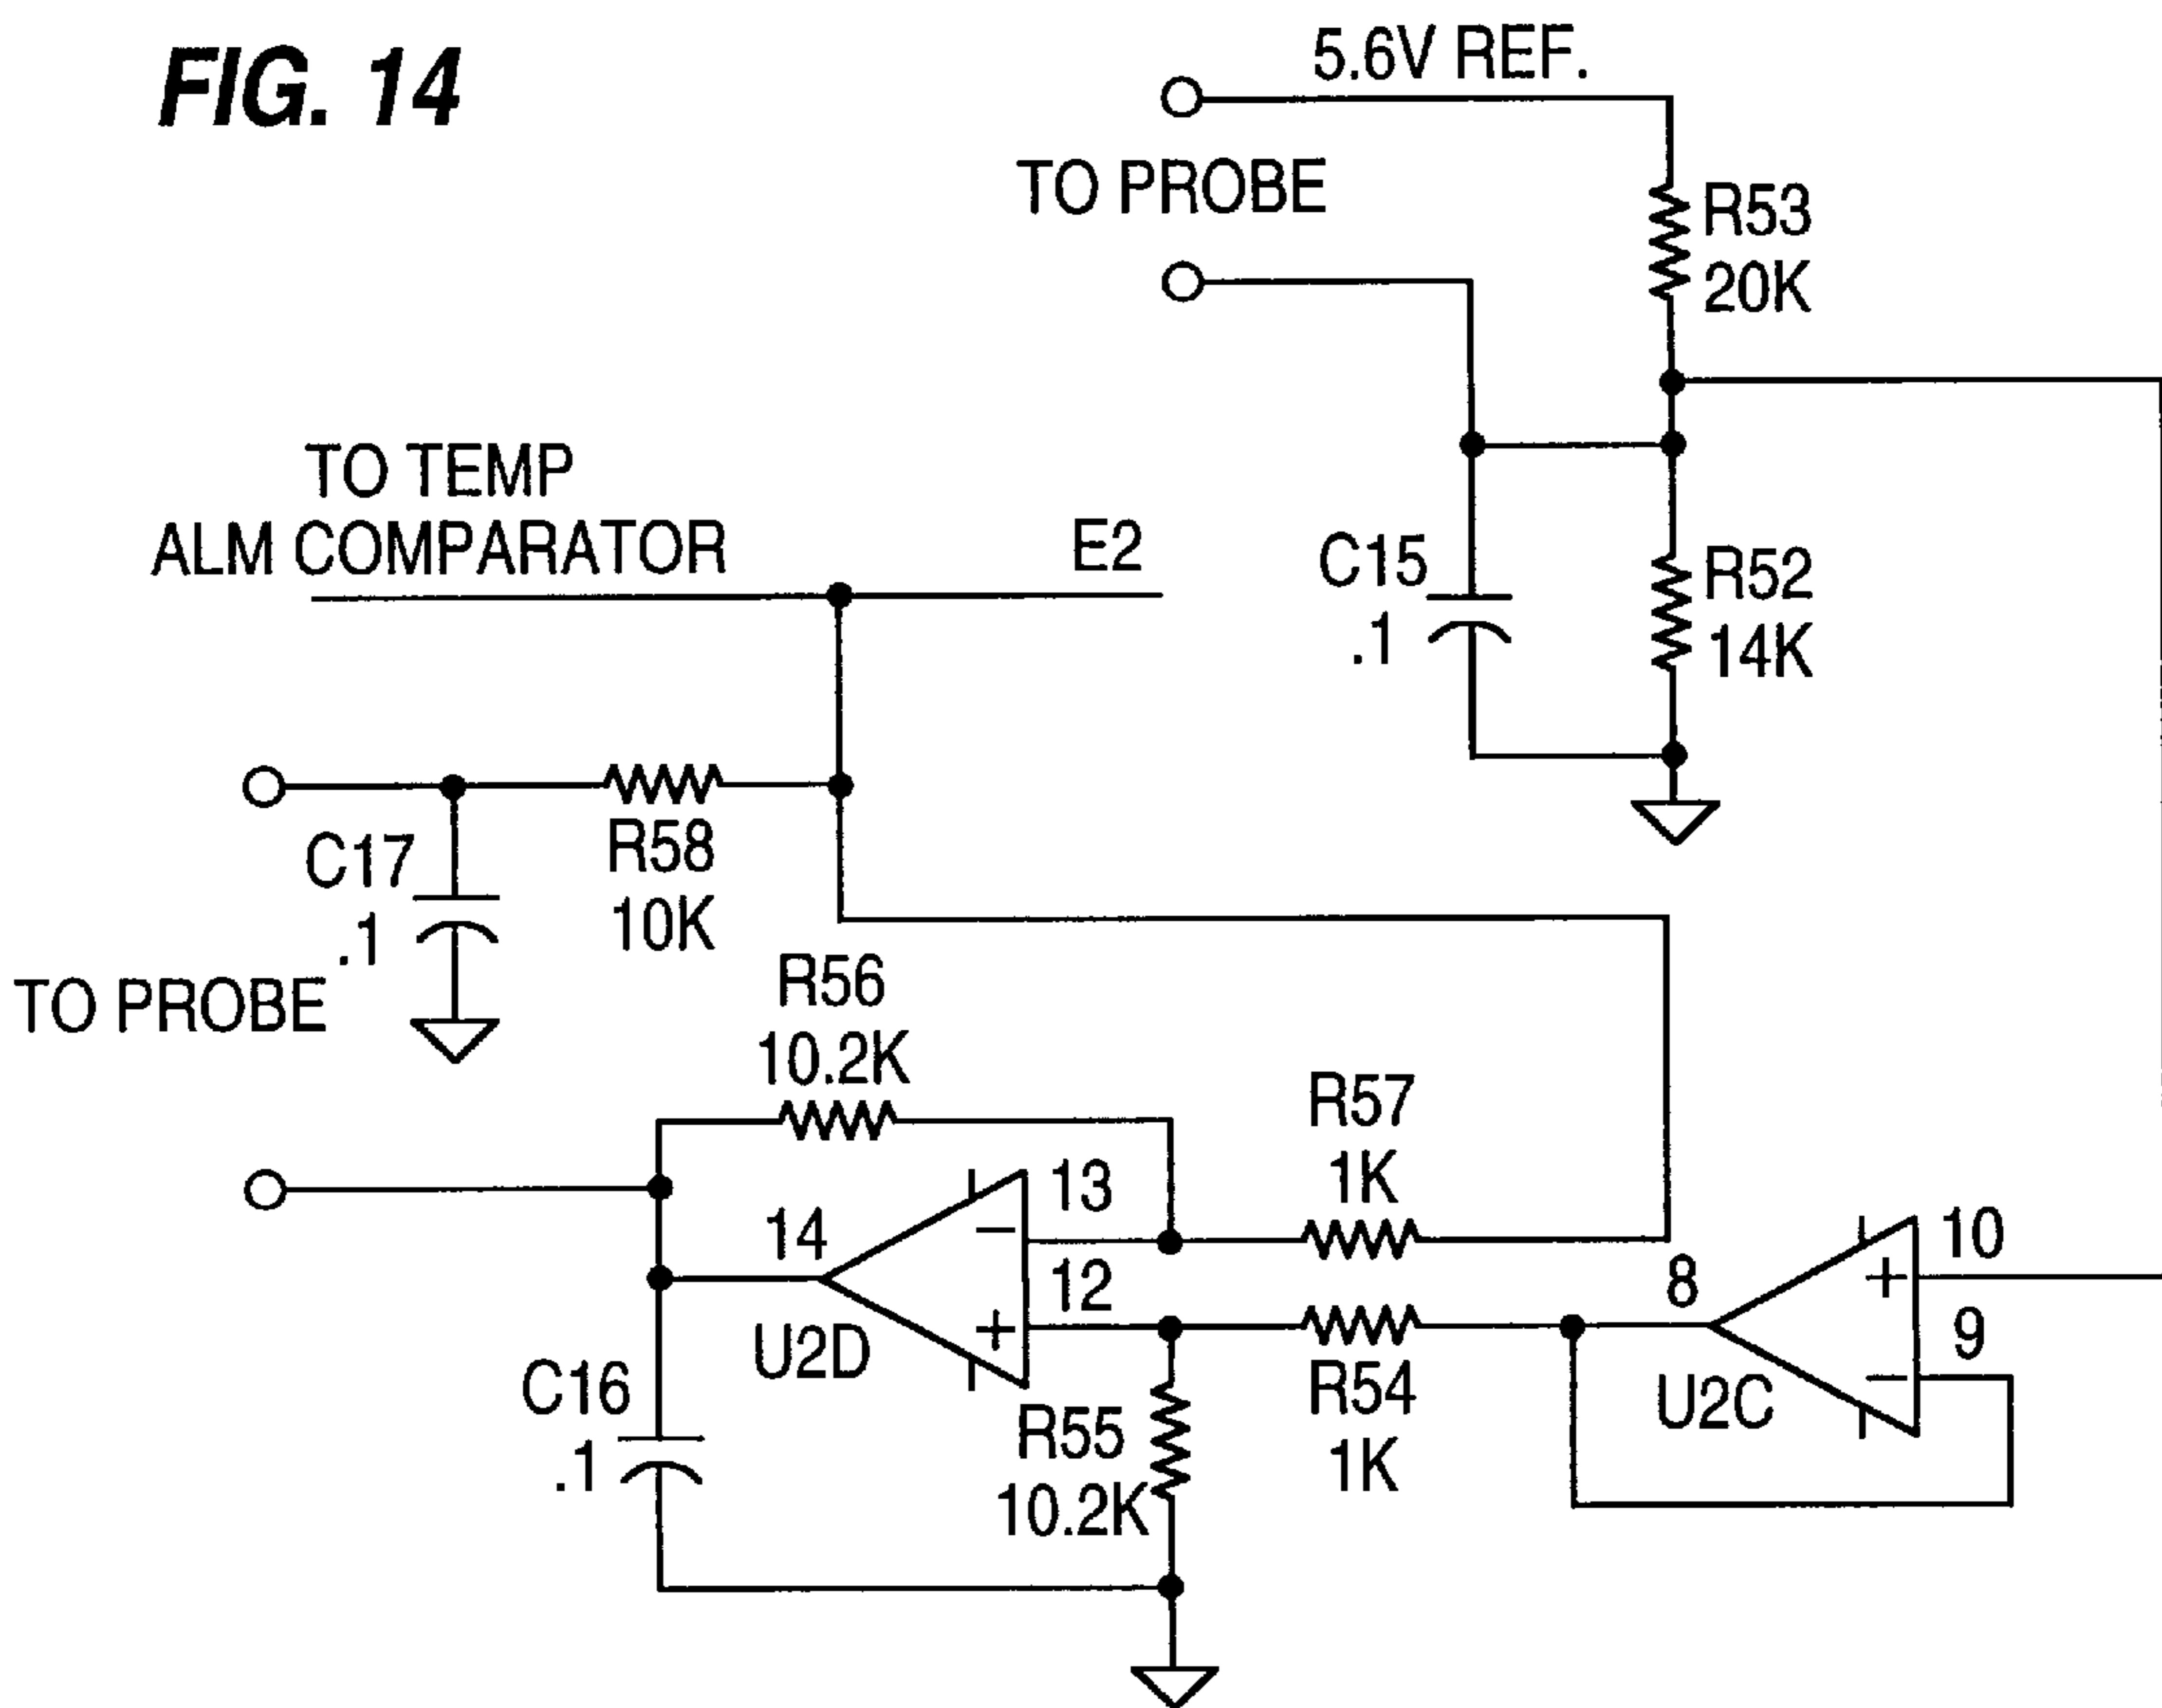 FIG. 14
5.6V REF.
TO PROBE
R53
20K
TO TEMP
ALM COMPARATOR
E2
C15
.1
R52
14K
C17
.1
R58
10K
TO PROBE
R56
10.2K
R57
1K
13
14
12
10
8
9
+
−
−
+
U2D
U2C
C16
.1
R55
10.2K
R54
1K